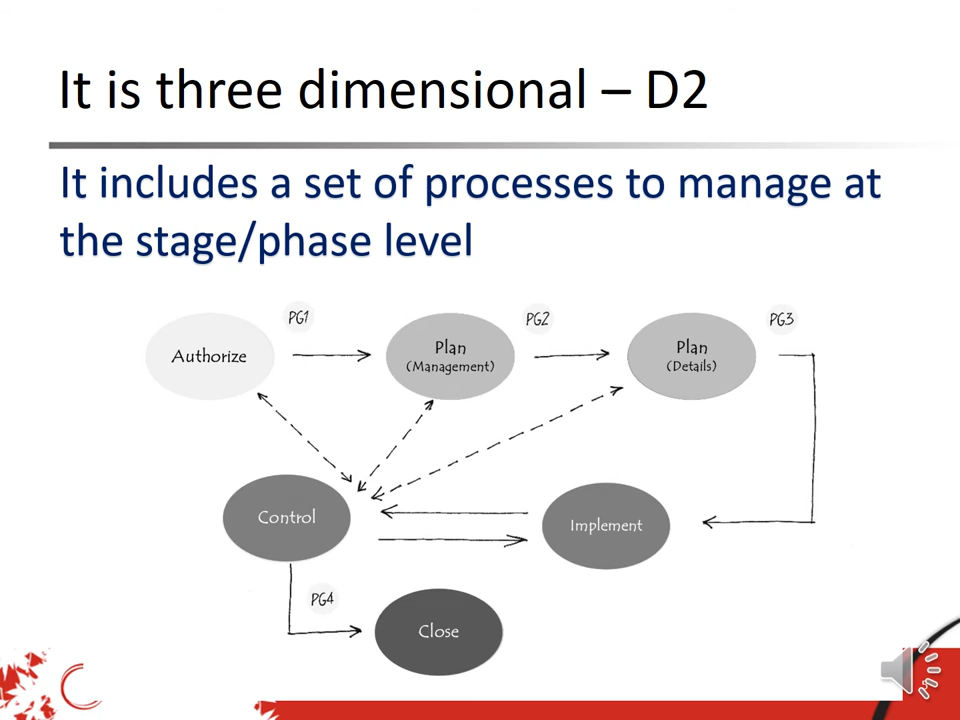 It is three dimensional – D2
It includes a set of processes to manage at
the stage/phase level
PG1
PG2
PG3
Authorize
Plan
(Management)
Plan
(Details)
Control
Implement
PG4
Close